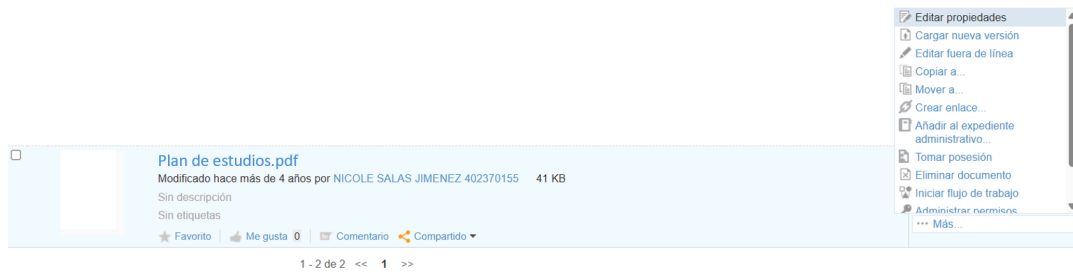 Editar propiedades
Cargar nueva versión
Editar fuera de línea
Copiar a...
Mover a...
Crear enlace...
Añadir al expediente
administrativo...
Tomar posesión
Eliminar documento
Iniciar flujo de trabajo
Administrar permisos
Más...
Plan de estudios.pdf
Modificado hace más de 4 años por NICOLE SALAS JIMENEZ 402370155 41 KB
Sin descripción
Sin etiquetas
Favorito Me gusta 0 Comentario Compartido
1 - 2 de 2 << 1 >>